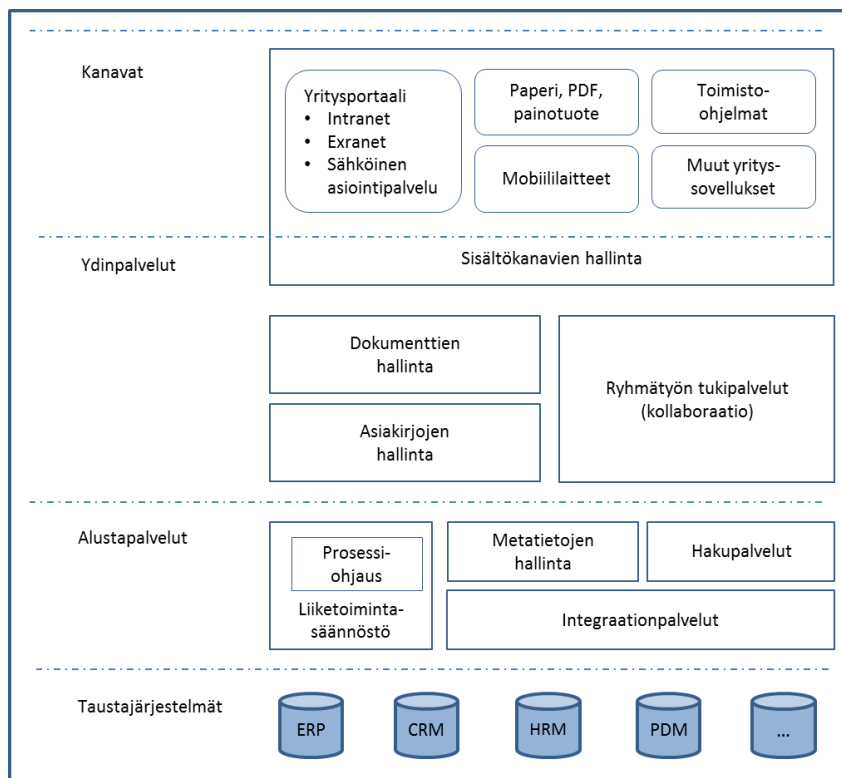 Kanavat
Yritysportaali
• Intranet
• Exranet
• Sähköinen
asiointipalvelu
Paperi, PDF,
painotuote
Toimisto-
ohjelmat
Mobiililaitteet
Muut yritys-
sovellukset
Ydinpalvelut
Sisältökanavien hallinta
Dokumenttien
hallinta
Ryhmätyön tukipalvelut
(kollaboraatio)
Asiakirjojen
hallinta
Alustapalvelut
Prosessi-
ohjaus
Liiketoiminta-
säännöstö
Metatietojen
hallinta
Hakupalvelut
Integraationpalvelut
Taustajärjestelmät
ERP
CRM
HRM
PDM
...